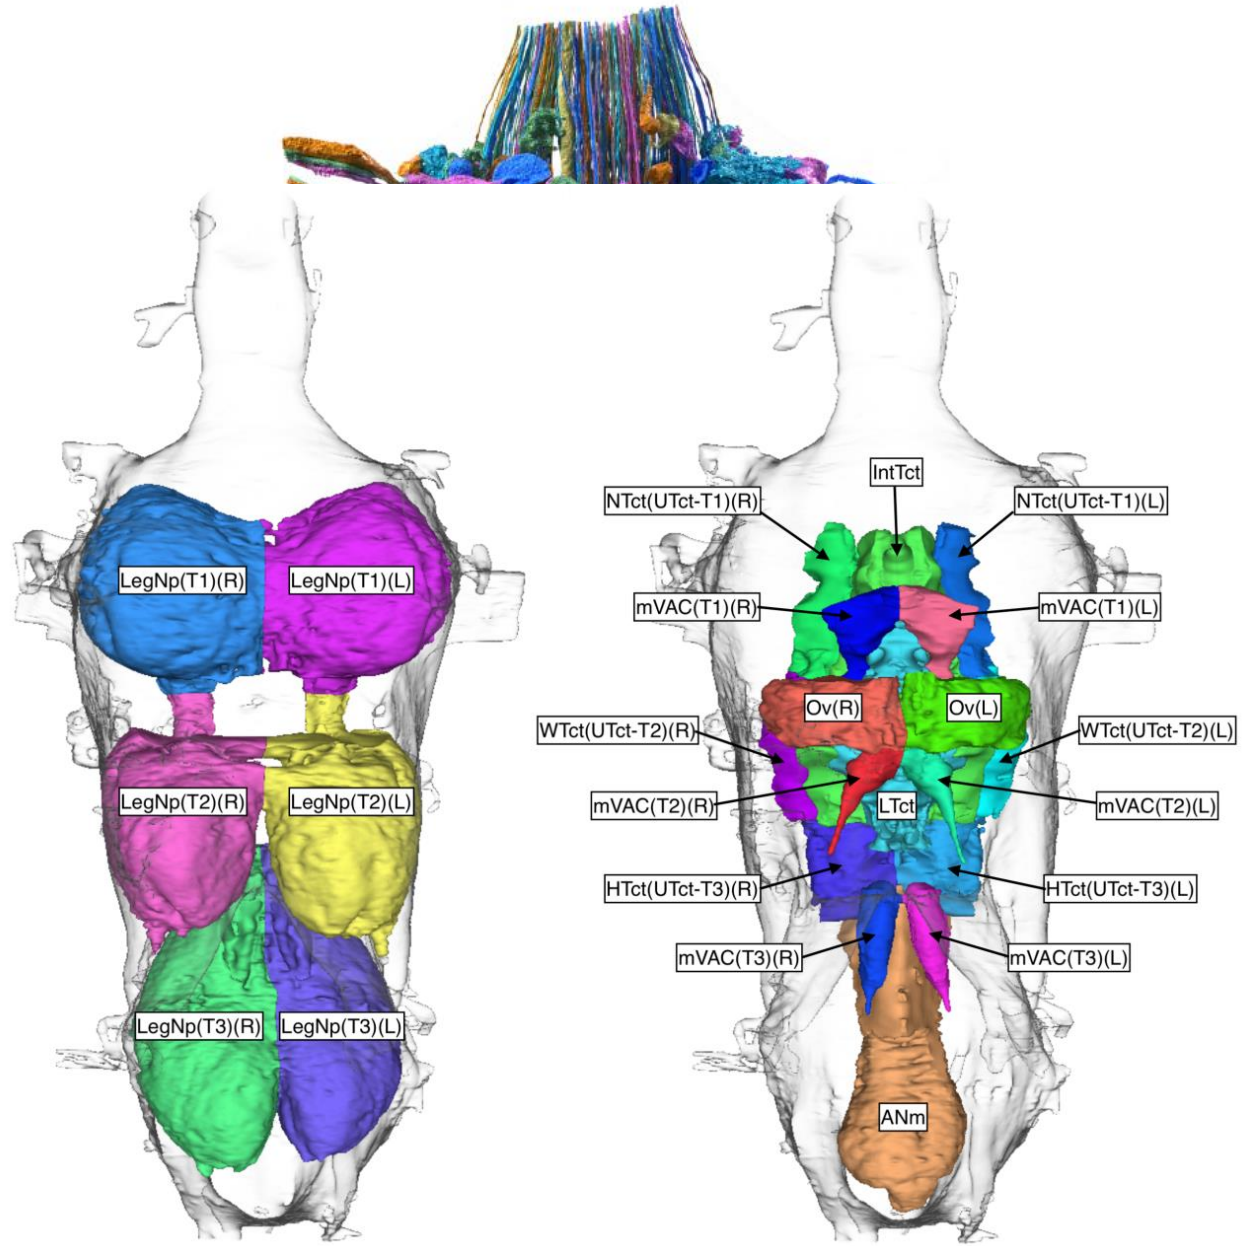 LegNp(T1)(R)
LegNp(T1)(L)
LegNp(T2)(R)
LegNp(T2)(L)
LegNp(T3)(R)
LegNp(T3)(L)
IntTct
NTct(UTct-T1)(R)
NTct(UTct-T1)(L)
mVAC(T1)(R)
mVAC(T1)(L)
Ov(R)
Ov(L)
WTct(UTct-T2)(R)
WTct(UTct-T2)(L)
mVAC(T2)(R)
LTct
mVAC(T2)(L)
HTct(UTct-T3)(R)
HTct(UTct-T3)(L)
mVAC(T3)(R)
mVAC(T3)(L)
ANm